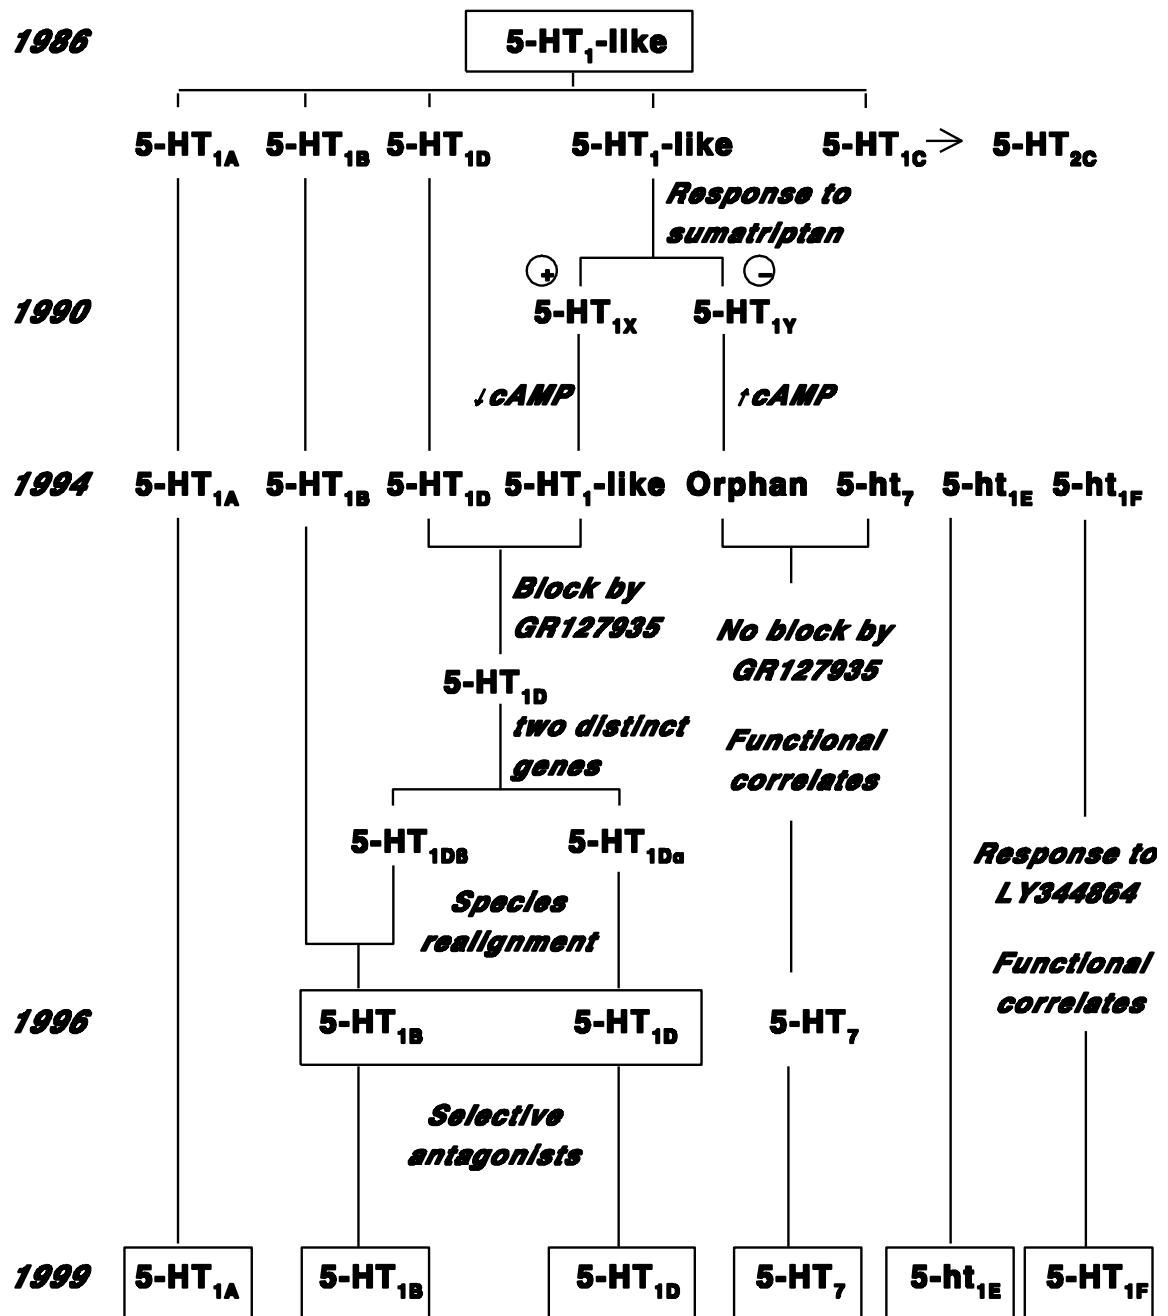 1986 5-HT₁-like
5-HT₁A 5-HT₁B 5-HT₁D 5-HT₁-like 5-HT₁C → 5-HT₂C
Response to
sumatriptan
+ −
1990 5-HT₁X 5-HT₁Y
↓cAMP ↑cAMP
1994 5-HT₁A 5-HT₁B 5-HT₁D 5-HT₁-like Orphan 5-ht₇ 5-ht₁E 5-ht₁F
Block by
GR127935
No block by
GR127935
5-HT₁D
two distinct
genes
Functional
correlates
5-HT₁Dß 5-HT₁Dα
Response to
LY344864
Species
realignment
Functional
correlates
1996 5-HT₁B 5-HT₁D 5-HT₇
Selective
antagonists
1999 5-HT₁A 5-HT₁B 5-HT₁D 5-HT₇ 5-ht₁E 5-HT₁F